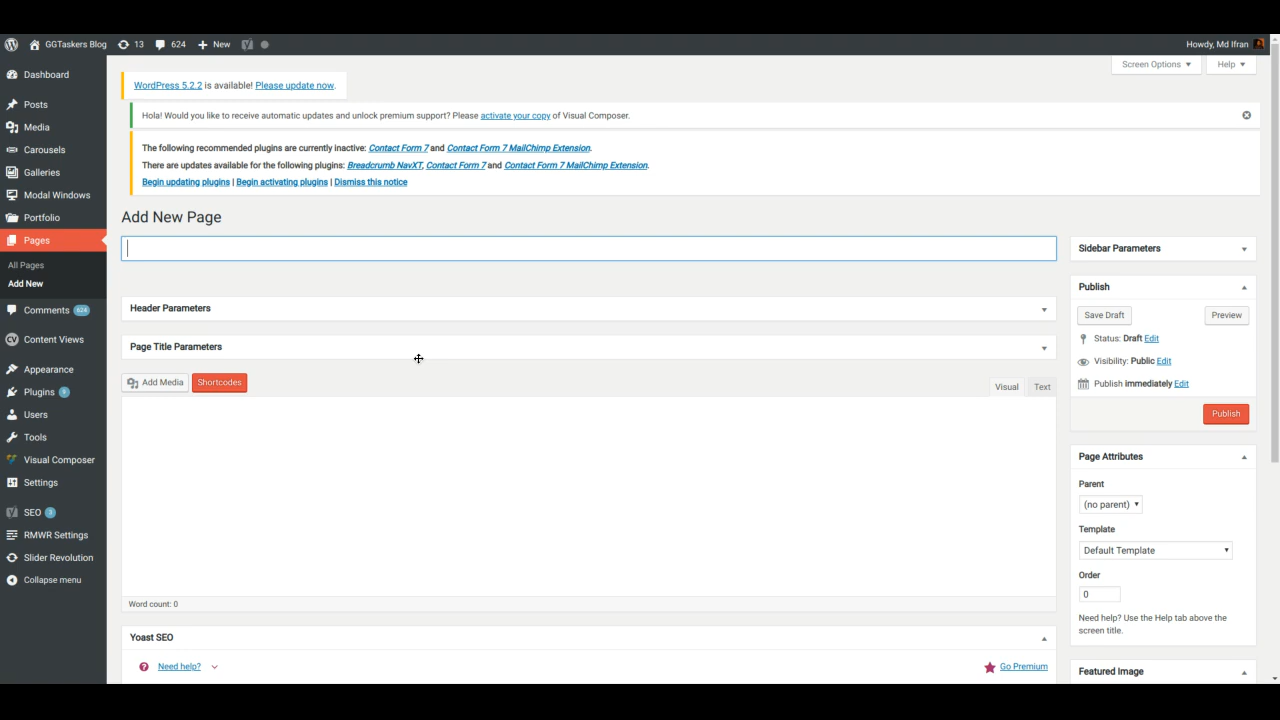 GGTaskers Blog 13 624 New Howdy, Md Ifran
Screen Options Help
WordPress 5.2.2 is available! Please update now.
Hola! Would you like to receive automatic updates and unlock premium support? Please activate your copy of Visual Composer.
The following recommended plugins are currently inactive: Contact Form 7 and Contact Form 7 MailChimp Extension.
There are updates available for the following plugins: Breadcrumb NavXT, Contact Form 7 and Contact Form 7 MailChimp Extension.
Begin updating plugins | Begin activating plugins | Dismiss this notice
Dashboard
Posts
Media
Carousels
Galleries
Modal Windows
Portfolio
Pages
All Pages
Add New
Comments 624
Content Views
Appearance
Plugins 9
Users
Tools
Visual Composer
Settings
SEO 3
RMWR Settings
Slider Revolution
Collapse menu
Add New Page
Header Parameters
Page Title Parameters
Add Media Shortcodes
Visual Text
Word count: 0
Yoast SEO
Need help? Go Premium
Sidebar Parameters
Publish
Save Draft Preview
Status: Draft Edit
Visibility: Public Edit
Publish immediately Edit
Publish
Page Attributes
Parent
(no parent)
Template
Default Template
Order
0
Need help? Use the Help tab above the
screen title.
Featured Image